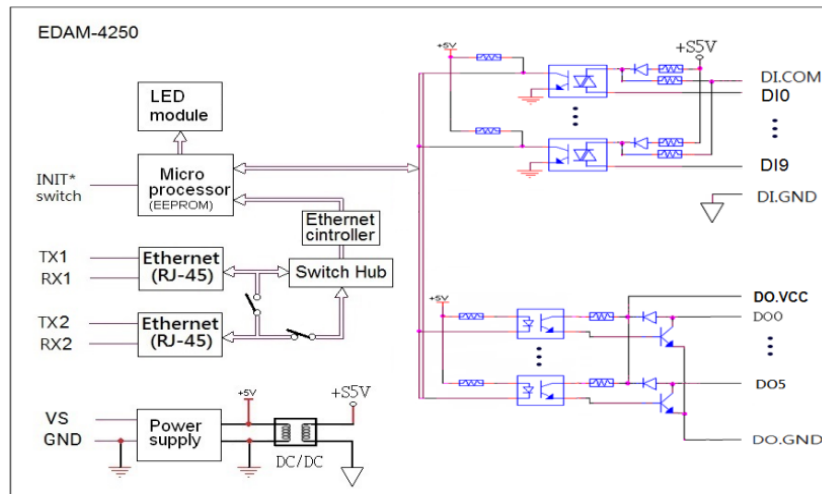 EDAM-4250
LED
module
INIT*
switch
Micro
processor
(EEPROM)
Ethernet
cintroller
TX1
RX1
Ethernet
(RJ-45)
Switch Hub
TX2
RX2
Ethernet
(RJ-45)
VS
GND
Power
supply
+5V
DC/DC
+S5V
+5V
+S5V
DI.COM
DI0
DI9
DI.GND
+5V
DO.VCC
DO0
DO5
DO.GND